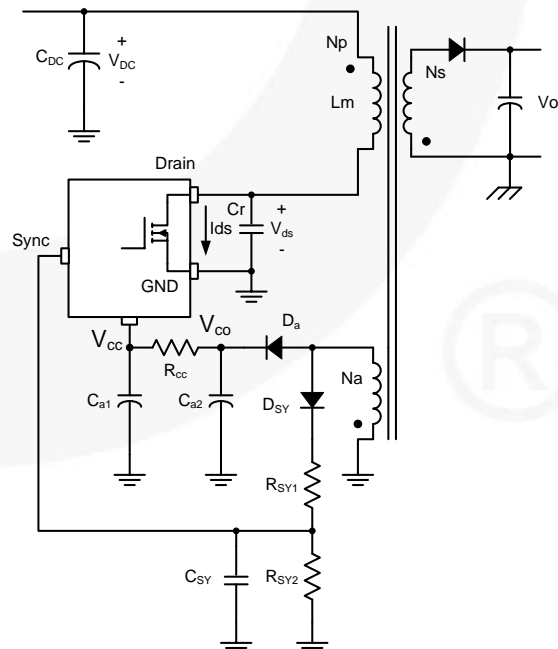 Np
+
C_DC
V_DC
-
Ns
Lm
Vo
Drain
Cr
+
Ids
V_ds
-
Sync
GND
V_cc
V_co
D_a
R_cc
Na
C_a1
C_a2
D_SY
R_SY1
C_SY
R_SY2
®